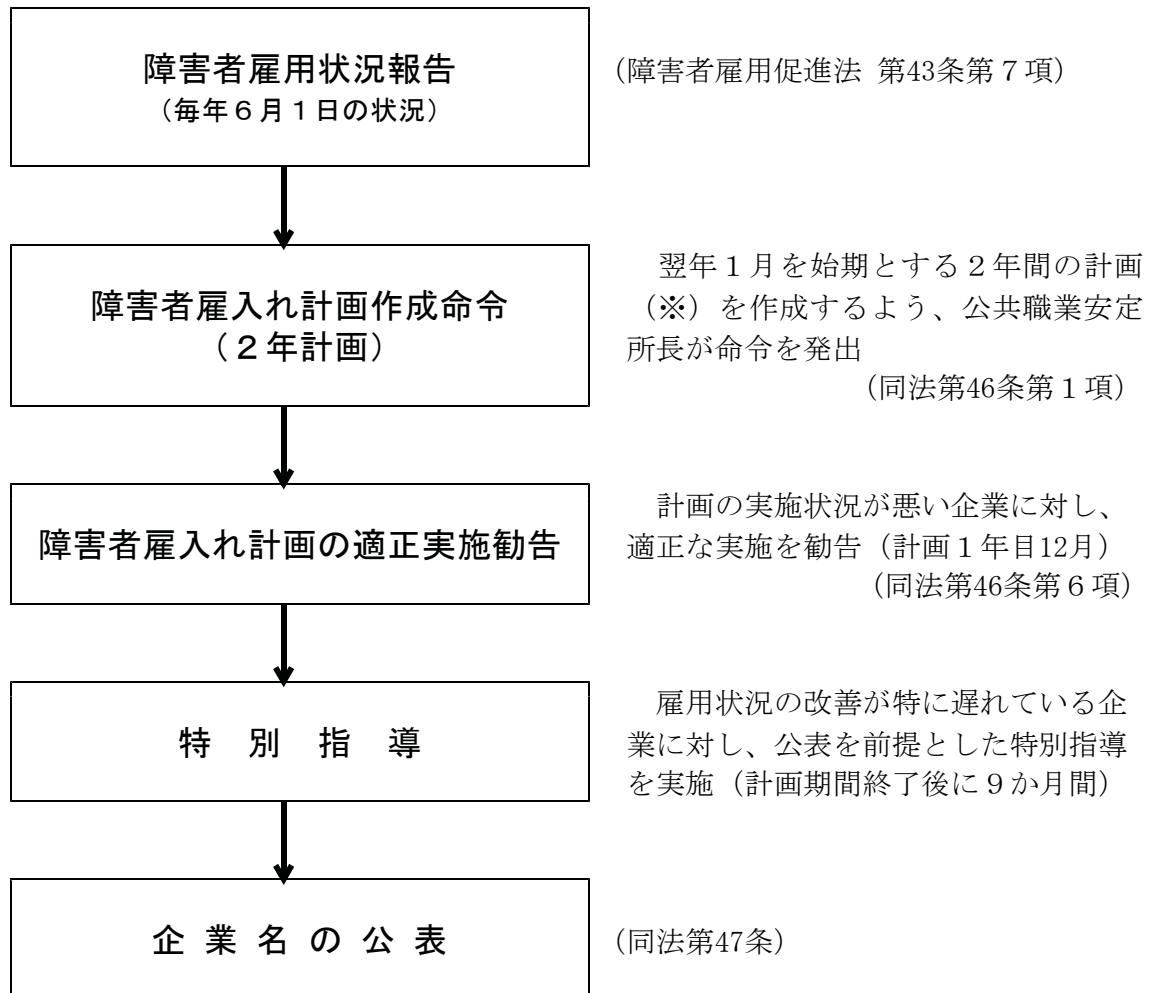 障害者雇用状況報告
(毎年6月1日の状況)
(障害者雇用促進法 第43条第7項)
障害者雇入れ計画作成命令
(2年計画)
翌年1月を始期とする2年間の計画
(※)を作成するよう、公共職業安定
所長が命令を発出
(同法第46条第1項)
障害者雇入れ計画の適正実施勧告
計画の実施状況が悪い企業に対し、
適正な実施を勧告(計画1年目12月)
(同法第46条第6項)
特 別 指 導
雇用状況の改善が特に遅れている企
業に対し、公表を前提とした特別指導
を実施(計画期間終了後に9か月間)
企 業 名 の 公 表
(同法第47条)